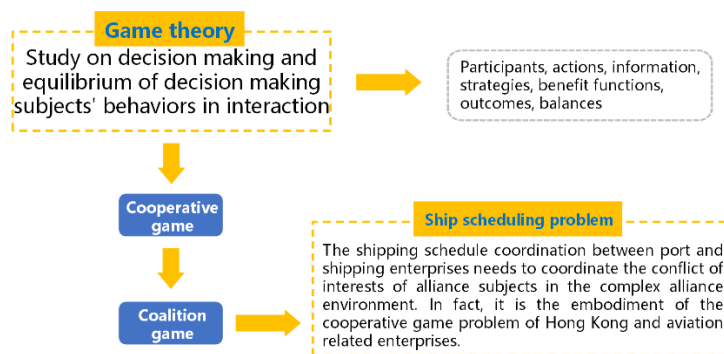 Game theory
Study on decision making and
equilibrium of decision making
subjects' behaviors in interaction
Participants, actions, information,
strategies, benefit functions,
outcomes, balances
Cooperative
game
Ship scheduling problem
The shipping schedule coordination between port and
shipping enterprises needs to coordinate the conflict of
interests of alliance subjects in the complex alliance
environment. In fact, it is the embodiment of the
cooperative game problem of Hong Kong and aviation
related enterprises.
Coalition
game